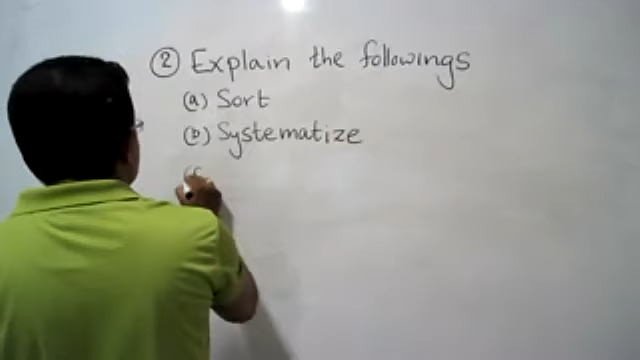 ② Explain the followings
(a) Sort
(b) Systematize
(c